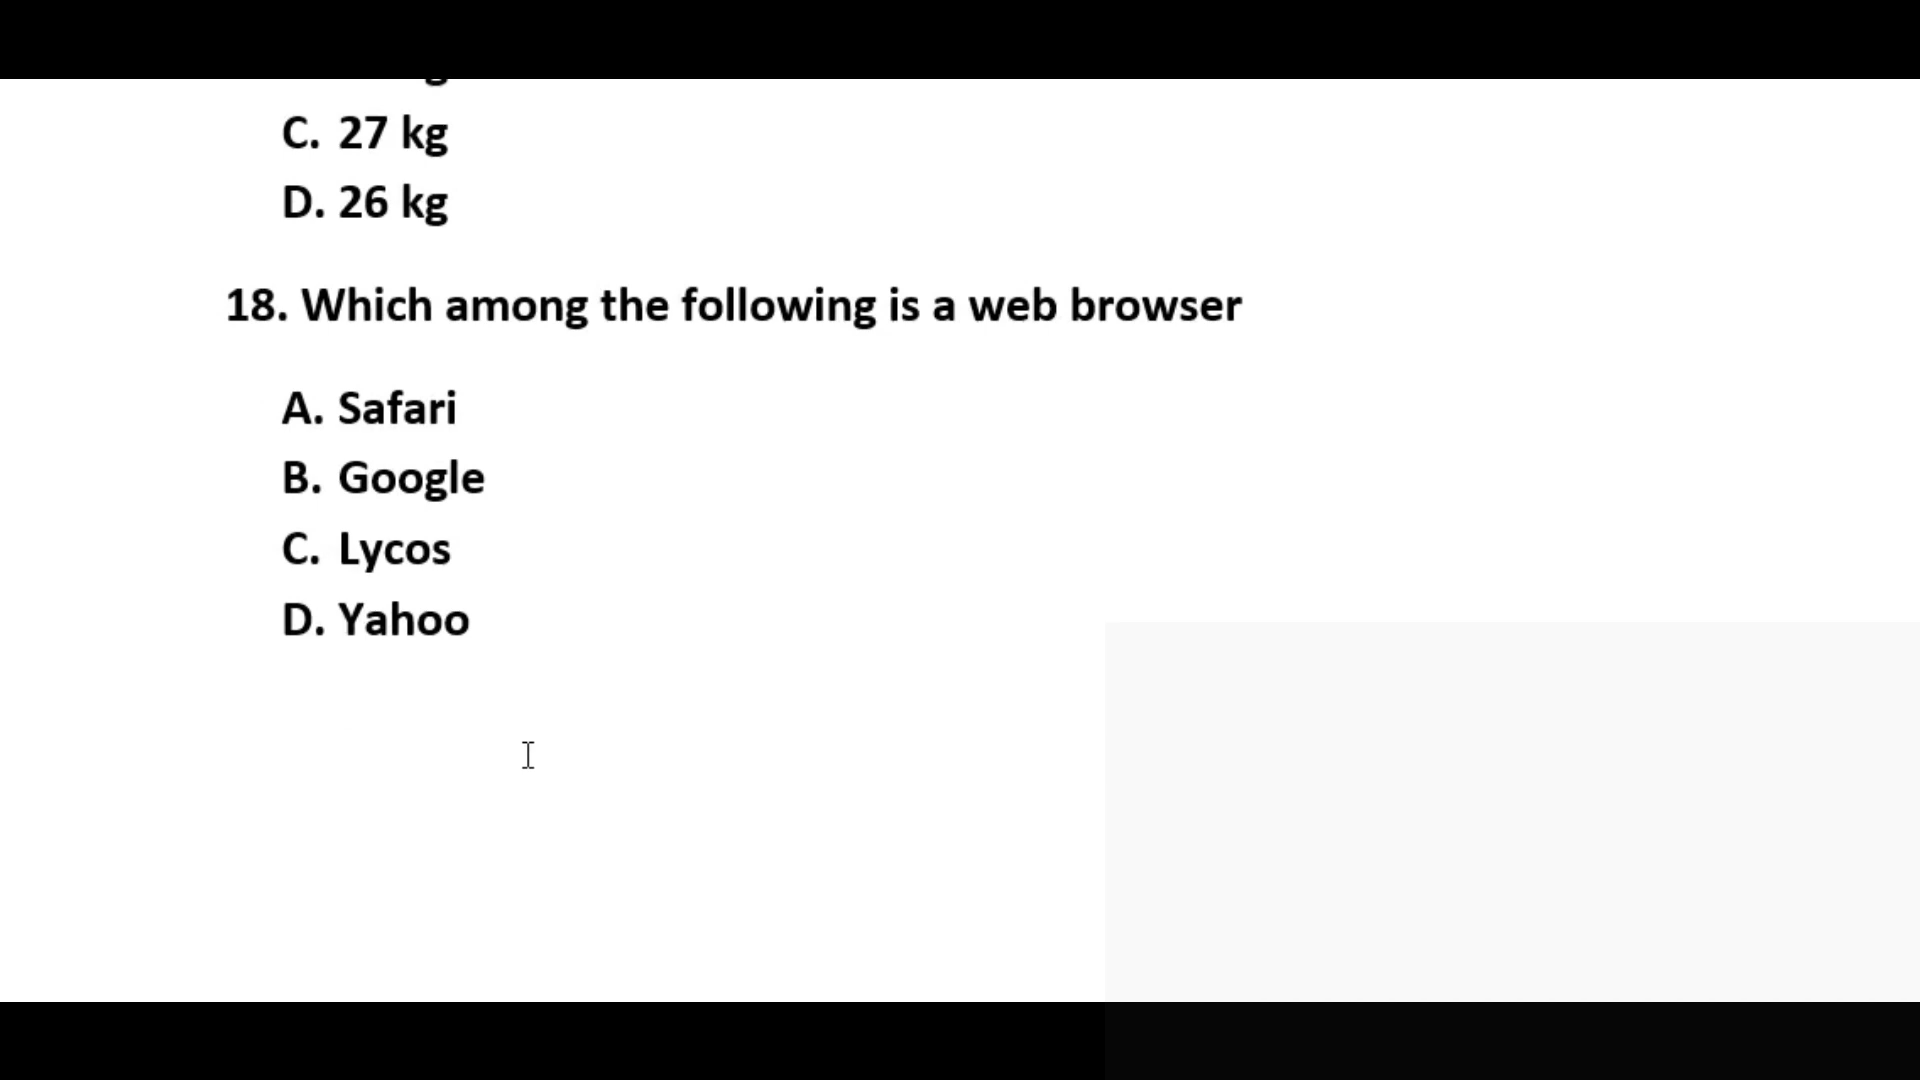 C. 27 kg
D. 26 kg
18. Which among the following is a web browser
A. Safari
B. Google
C. Lycos
D. Yahoo